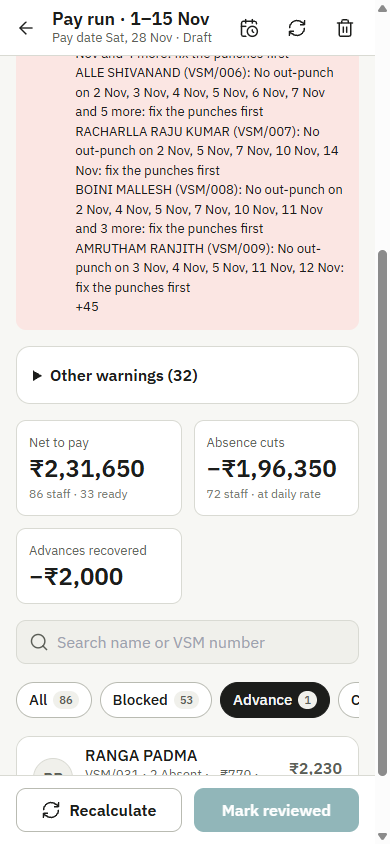 Pay run · 1–15 Nov
Pay date Sat, 28 Nov · Draft
ALLE SHIVANAND (VSM/006): No out-punch
on 2 Nov, 3 Nov, 4 Nov, 5 Nov, 6 Nov, 7 Nov
and 5 more: fix the punches first
RACHARLLA RAJU KUMAR (VSM/007): No
out-punch on 2 Nov, 5 Nov, 7 Nov, 10 Nov, 14
Nov: fix the punches first
BOINI MALLESH (VSM/008): No out-punch on
2 Nov, 4 Nov, 5 Nov, 7 Nov, 10 Nov, 11 Nov
and 3 more: fix the punches first
AMRUTHAM RANJITH (VSM/009): No out-
punch on 3 Nov, 4 Nov, 5 Nov, 11 Nov, 12 Nov:
fix the punches first
+45
Other warnings (32)
Net to pay
₹2,31,650
86 staff · 33 ready
Absence cuts
−₹1,96,350
72 staff · at daily rate
Advances recovered
−₹2,000
Search name or VSM number
All 86
Blocked 53
Advance 1
RANGA PADMA
VSM/031 · 2 Absent · −₹770 ·
₹2,230
Recalculate
Mark reviewed